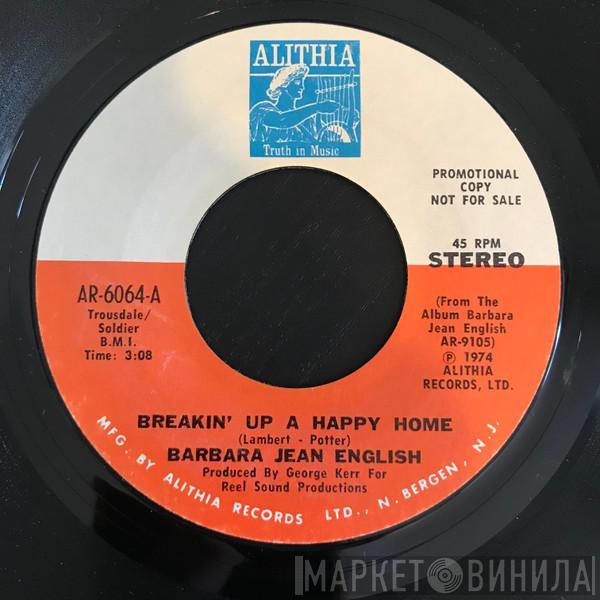 ALITHIA
Truth in Music
PROMOTIONAL
COPY
NOT FOR SALE
45 RPM
STEREO
AR-6064-A
Trousdale/
Soldier
B.M.I.
Time: 3:08
(From The
Album Barbara
Jean English
AR-9105)
Ⓟ 1974
ALITHIA
RECORDS, LTD.
BREAKIN' UP A HAPPY HOME
(Lambert - Potter)
BARBARA JEAN ENGLISH
Produced By George Kerr For
Reel Sound Productions
MFG. BY ALITHIA RECORDS LTD., N. BERGEN, N.J.
МАРКЕТ ВИНИЛА